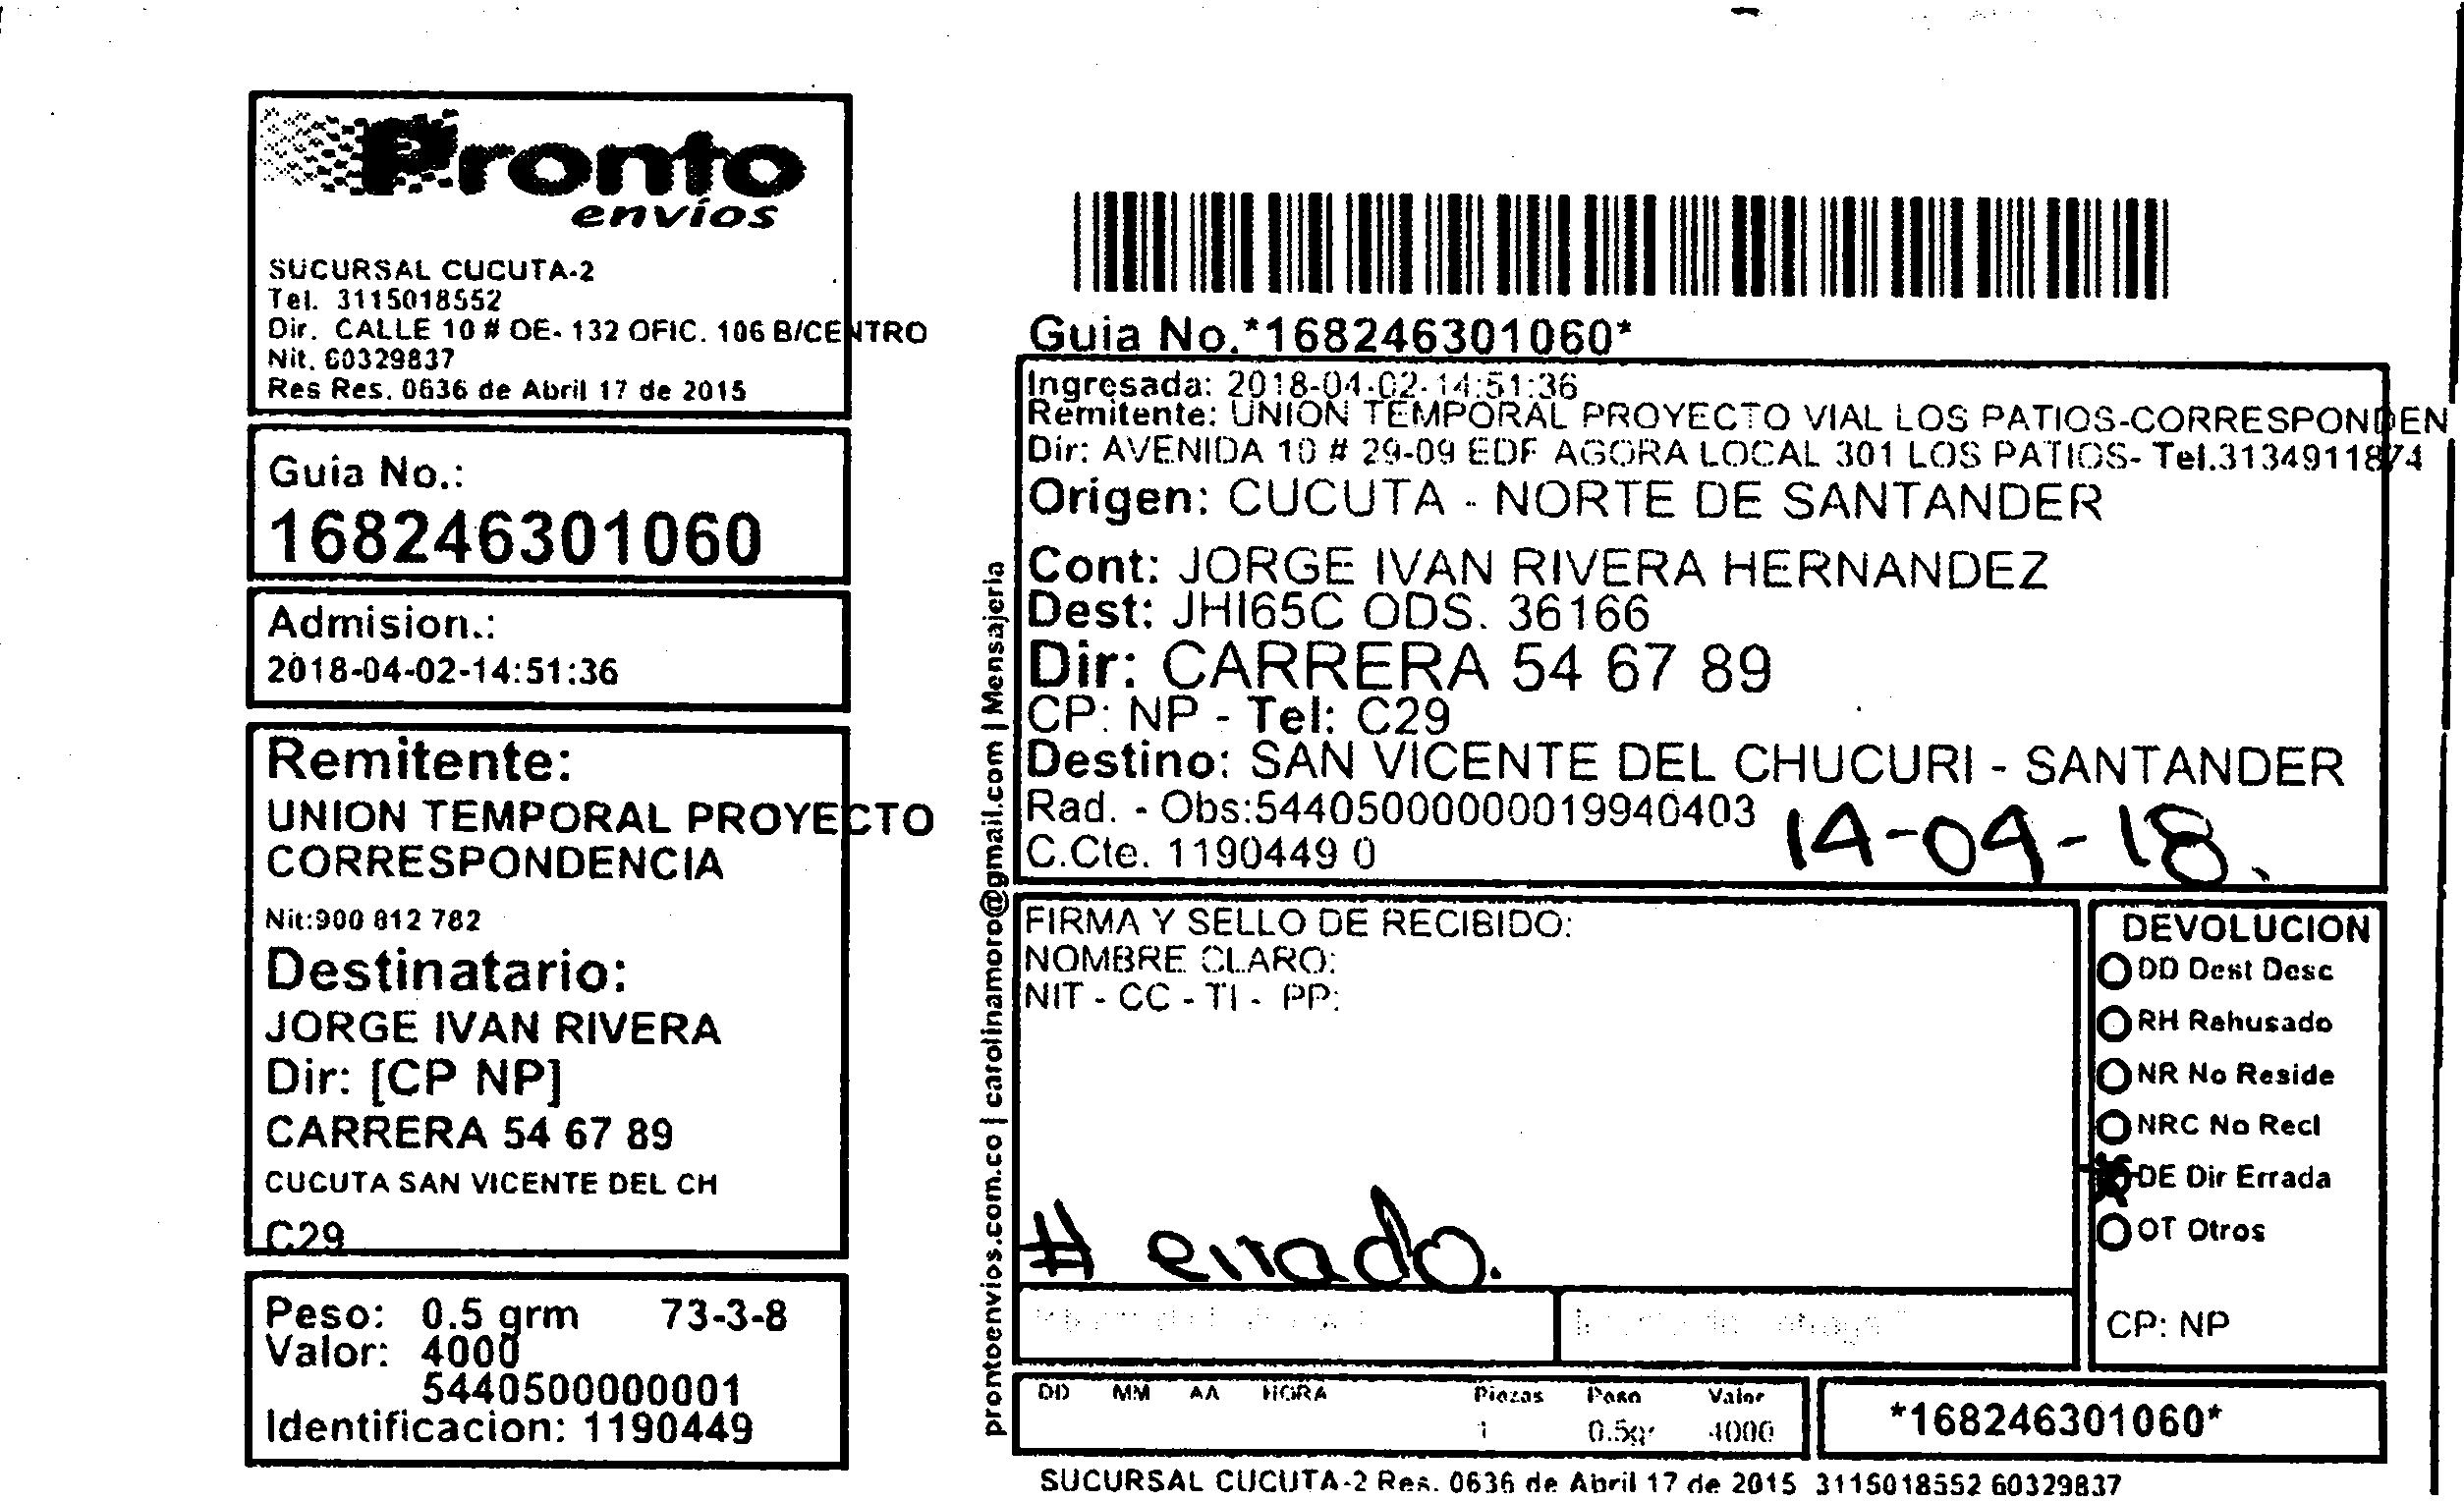 Pronto
envíos
SUCURSAL CUCUTA-2
Tel. 3115018552
Dir. CALLE 10 # OE- 132 OFIC. 106 B/CENTRO
Nit. 60329837
Res Res. 0636 de Abril 17 de 2015
Guia No.:
168246301060
Admision.:
2018-04-02-14:51:36
Remitente:
UNION TEMPORAL PROYECTO
CORRESPONDENCIA
Nit:900 812 782
Destinatario:
JORGE IVAN RIVERA
Dir: [CP NP]
CARRERA 54 67 89
CUCUTA SAN VICENTE DEL CH
C29
Peso: 0.5 grm 73-3-8
Valor: 4000
5440500000001
Identificacion: 1190449
prontoenvios.com.co | carolinamoro@gmail.com | Mensajeria
Guia No.*168246301060*
Ingresada: 2018-04-02-14:51:36
Remitente: UNION TEMPORAL PROYECTO VIAL LOS PATIOS-CORRESPONDEN
Dir: AVENIDA 10 # 29-09 EDF AGORA LOCAL 301 LOS PATIOS- Tel.3134911874
Origen: CUCUTA - NORTE DE SANTANDER
Cont: JORGE IVAN RIVERA HERNANDEZ
Dest: JHI65C ODS. 36166
Dir: CARRERA 54 67 89
CP: NP - Tel: C29
Destino: SAN VICENTE DEL CHUCURI - SANTANDER
Rad. - Obs:54405000000019940403
C.Cte. 1190449 0
14-04-18.
FIRMA Y SELLO DE RECIBIDO:
NOMBRE CLARO:
NIT - CC - TI - PP:
# errado.
DEVOLUCION
DD Dest Desc
RH Rehusado
NR No Reside
NRC No Recl
DE Dir Errada
OT Otros
CP: NP
DD MM AA HORA Piezas Peso Valor
1 0.5gr 4000
*168246301060*
SUCURSAL CUCUTA-2 Res. 0636 de Abril 17 de 2015 3115018552 60329837